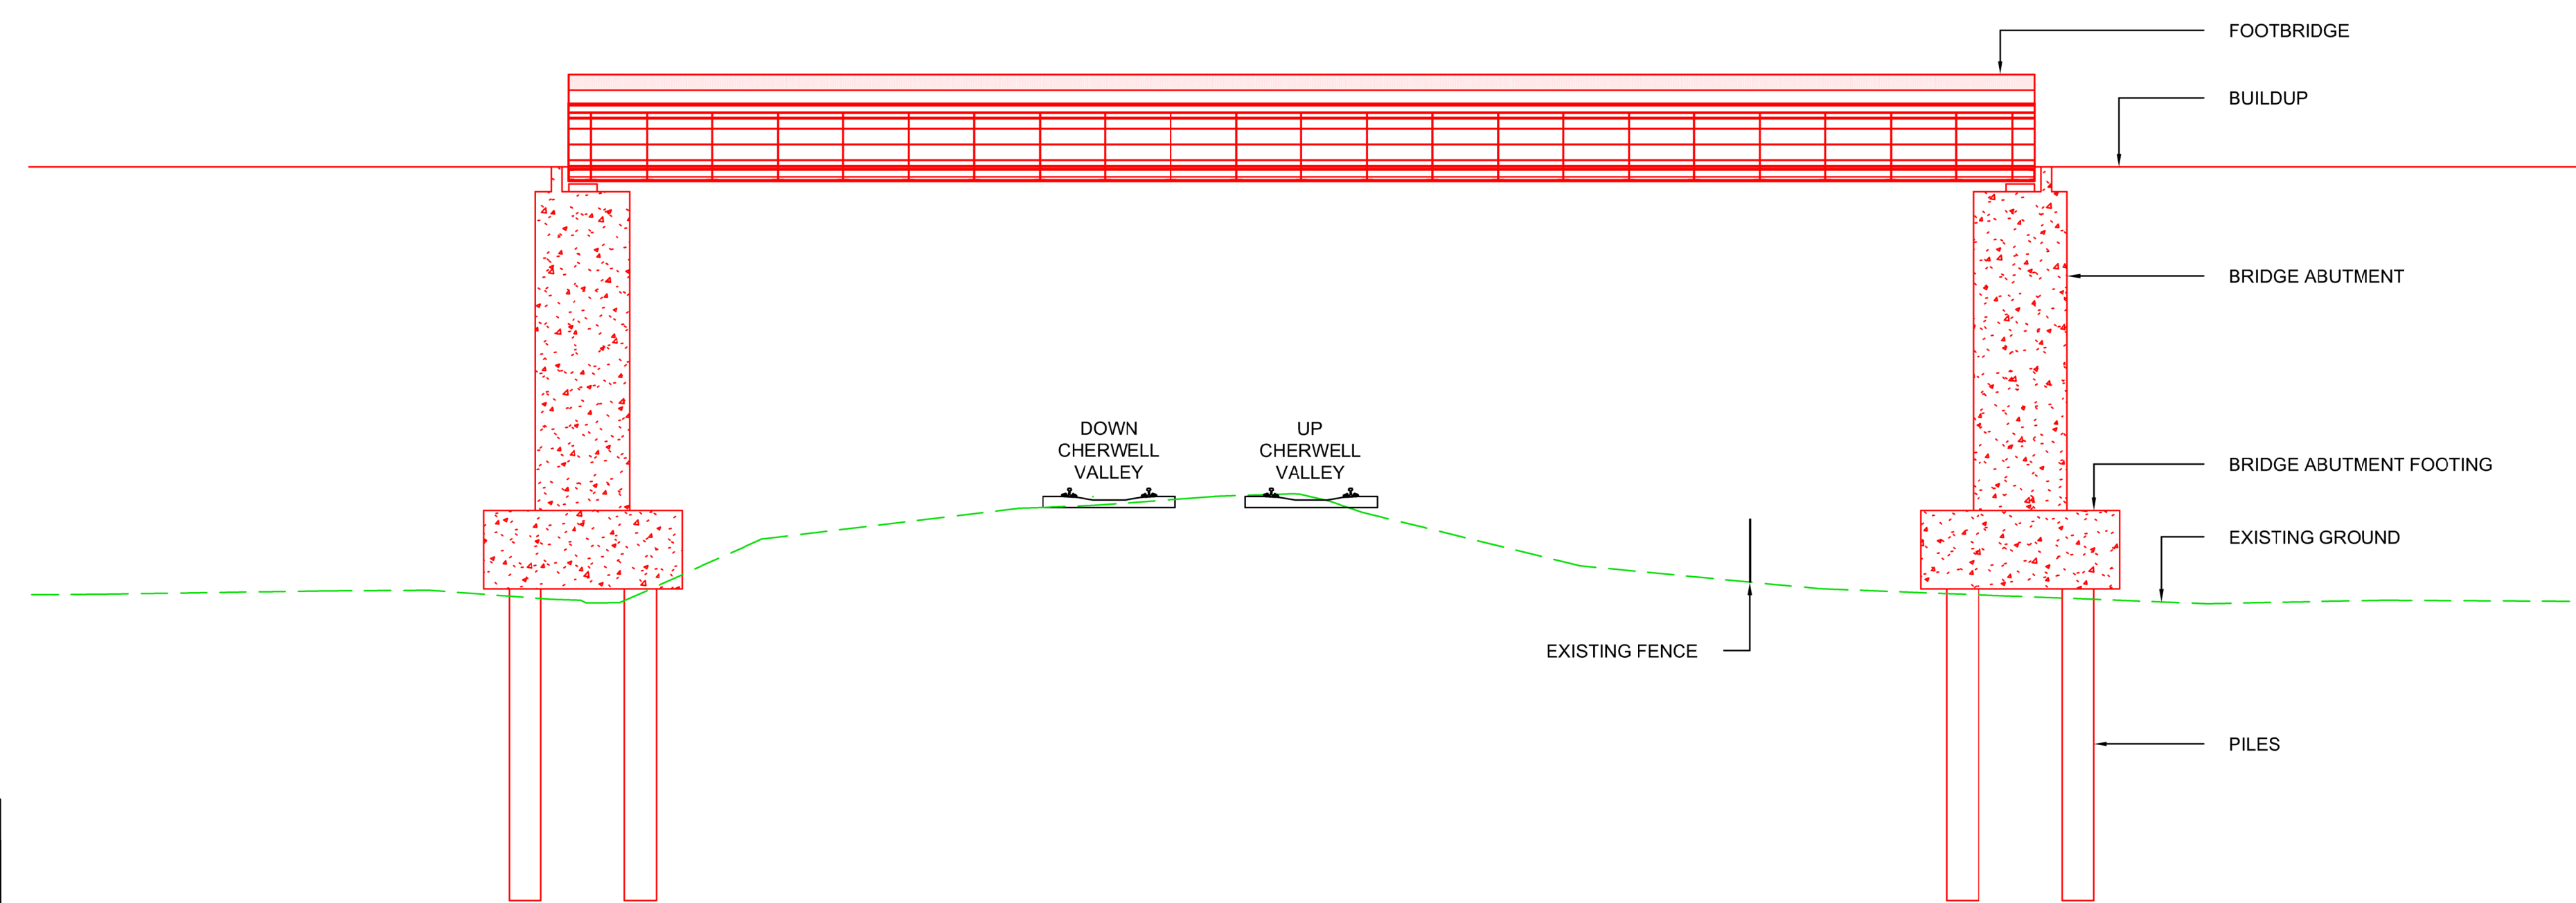 FOOTBRIDGE
BUILDUP
BRIDGE ABUTMENT
DOWN
CHERWELL
VALLEY
UP
CHERWELL
VALLEY
BRIDGE ABUTMENT FOOTING
EXISTING GROUND
EXISTING FENCE
PILES